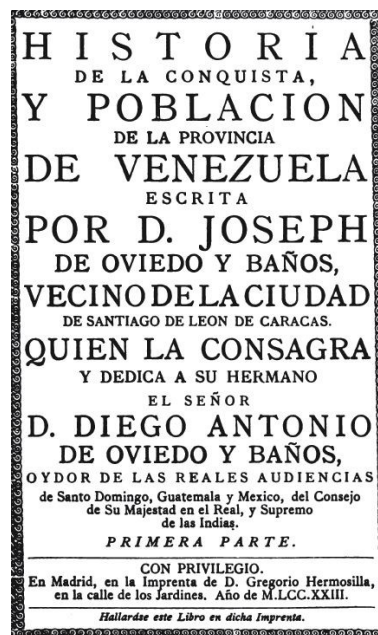 HISTORIA
DE LA CONQUISTA,
Y POBLACION
DE LA PROVINCIA
DE VENEZUELA
ESCRITA
POR D. JOSEPH
DE OVIEDO Y BAÑOS,
VECINO DE LA CIUDAD
DE SANTIAGO DE LEON DE CARACAS.
QUIEN LA CONSAGRA
Y DEDICA A SU HERMANO
EL SEÑOR
D. DIEGO ANTONIO
DE OVIEDO Y BAÑOS,
OYDOR DE LAS REALES AUDIENCIAS
de Santo Domingo, Guatemala y Mexico, del Consejo
de Su Majestad en el Real, y Supremo
de las Indias.
PRIMERA PARTE.
CON PRIVILEGIO.
En Madrid, en la Imprenta de D. Gregorio Hermosilla,
en la calle de los Jardines. Año de M.LCC.XXIII.
Hallaráse este Libro en dicha Imprenta.